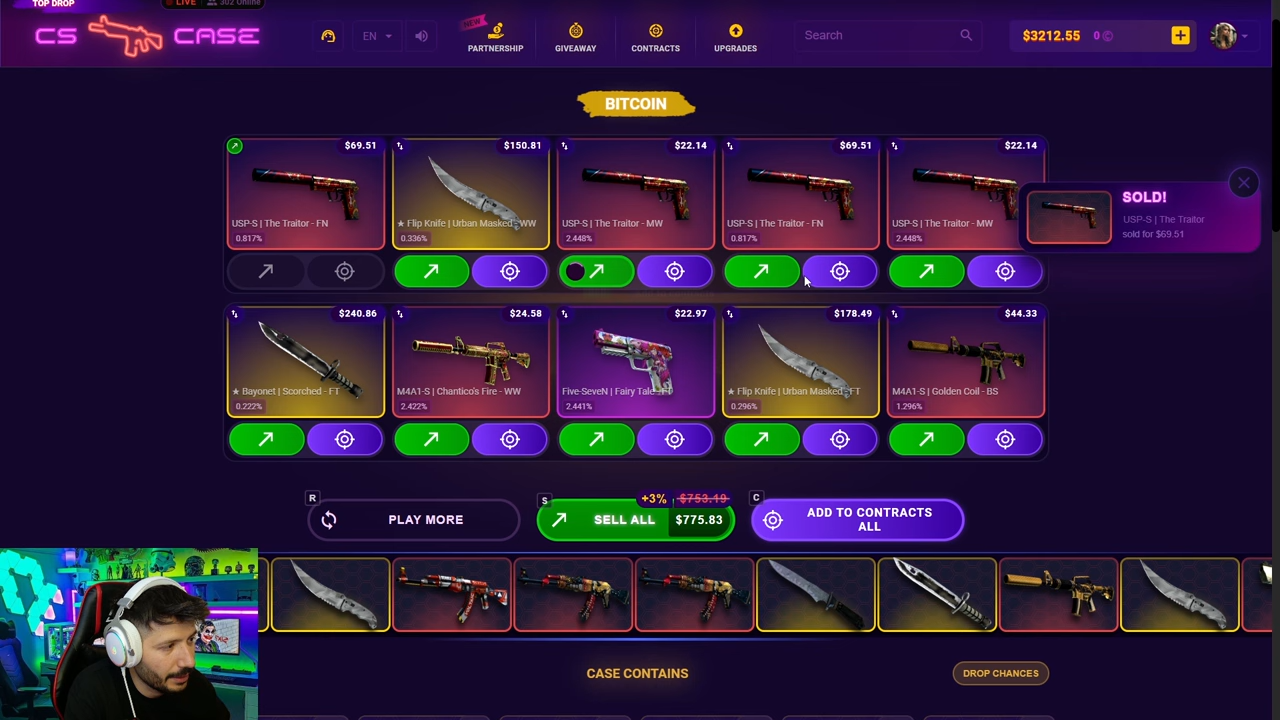 TOP DROP
LIVE 302 Online
CS CASE
EN
NEW
PARTNERSHIP
GIVEAWAY
CONTRACTS
UPGRADES
Search
$3212.55 0
BITCOIN
$69.51
USP-S | The Traitor - FN
0.817%
$150.81
★ Flip Knife | Urban Masked - WW
0.336%
$22.14
USP-S | The Traitor - MW
2.448%
$69.51
USP-S | The Traitor - FN
0.817%
$22.14
USP-S | The Traitor - MW
2.448%
SOLD!
USP-S | The Traitor
sold for $69.51
$240.86
★ Bayonet | Scorched - FT
0.222%
$24.58
M4A1-S | Chantico's Fire - WW
2.422%
$22.97
Five-SeveN | Fairy Tale - FT
2.441%
$178.49
★ Flip Knife | Urban Masked - FT
0.296%
$44.33
M4A1-S | Golden Coil - BS
1.296%
R
PLAY MORE
S
SELL ALL
+3% $753.19
$775.83
C
ADD TO CONTRACTS
ALL
CASE CONTAINS
DROP CHANCES